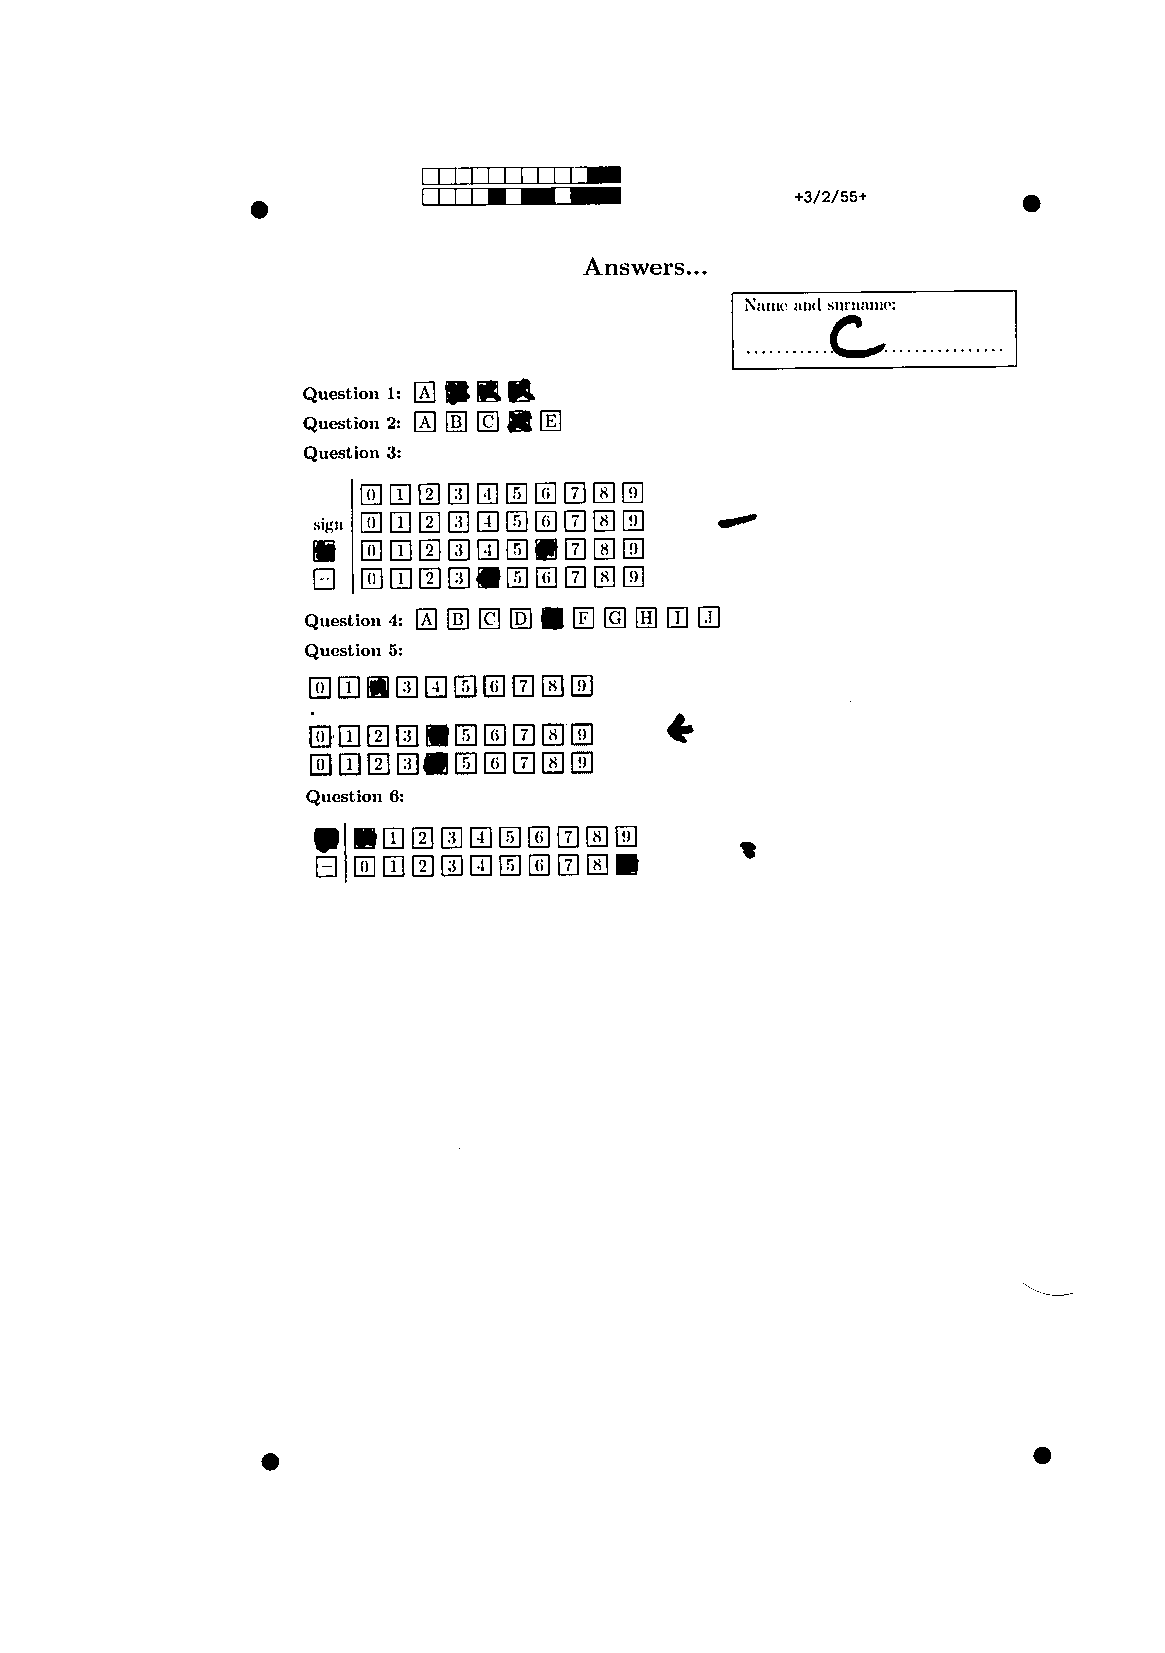 +3/2/55+
Answers...
Name and surname:
C
Question 1: A
Question 2: A B C E
Question 3:
0 1 2 3 4 5 6 7 8 9
sign 0 1 2 3 4 5 6 7 8 9
0 1 2 3 4 5 7 8 9
- 0 1 2 3 5 6 7 8 9
Question 4: A B C D F G H I J
Question 5:
0 1 3 4 5 6 7 8 9
.
0 1 2 3 5 6 7 8 9
0 1 2 3 5 6 7 8 9
Question 6:
1 2 3 4 5 6 7 8 9
- 0 1 2 3 4 5 6 7 8